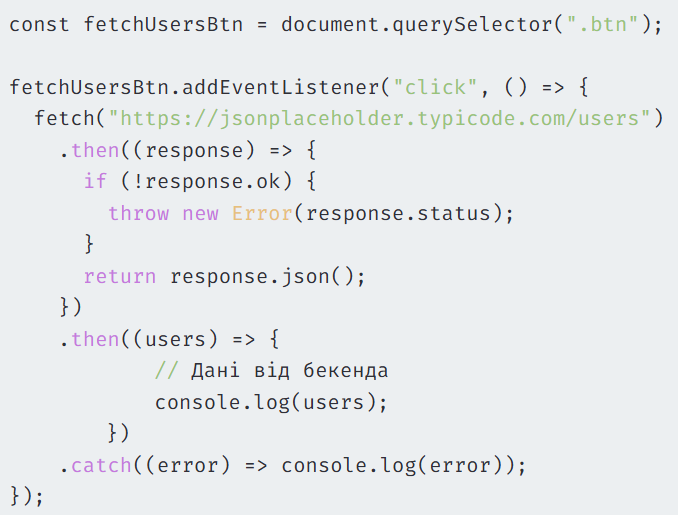 const fetchUsersBtn = document.querySelector(".btn");

fetchUsersBtn.addEventListener("click", () => {
  fetch("https://jsonplaceholder.typicode.com/users")
    .then((response) => {
      if (!response.ok) {
        throw new Error(response.status);
      }
      return response.json();
    })
    .then((users) => {
            // Дані від бекенда
            console.log(users);
        })
    .catch((error) => console.log(error));
});